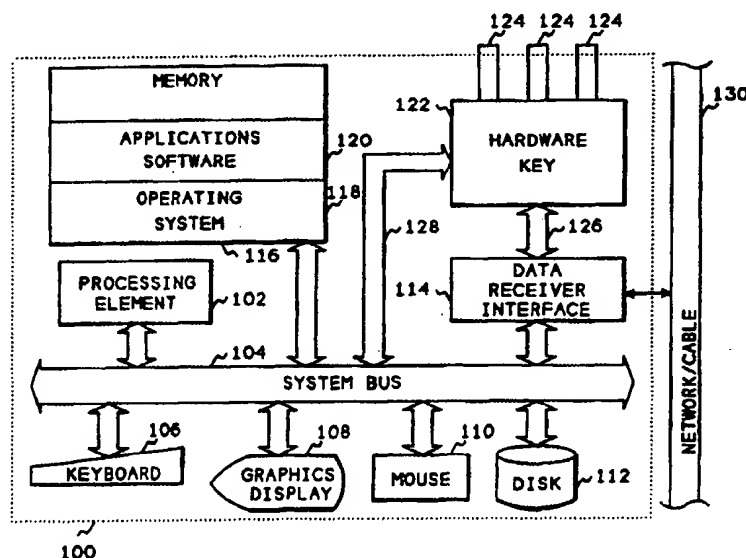 124 124 124
MEMORY
122
130
HARDWARE
KEY
APPLICATIONS
SOFTWARE
120
OPERATING
SYSTEM
118
116
128
126
PROCESSING
ELEMENT
102
114
DATA
RECEIVER
INTERFACE
104
SYSTEM BUS
NETWORK/CABLE
106
KEYBOARD
108
GRAPHICS
DISPLAY
110
MOUSE
DISK
112
100